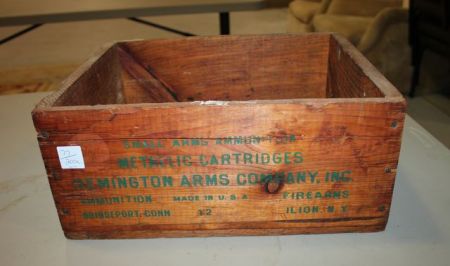 SMALL ARMS AMMUNITION
METALLIC CARTRIDGES
REMINGTON ARMS COMPANY, INC.
AMMUNITION MADE IN U.S.A. FIREARMS
BRIDGEPORT, CONN 12 ILION, N.Y.